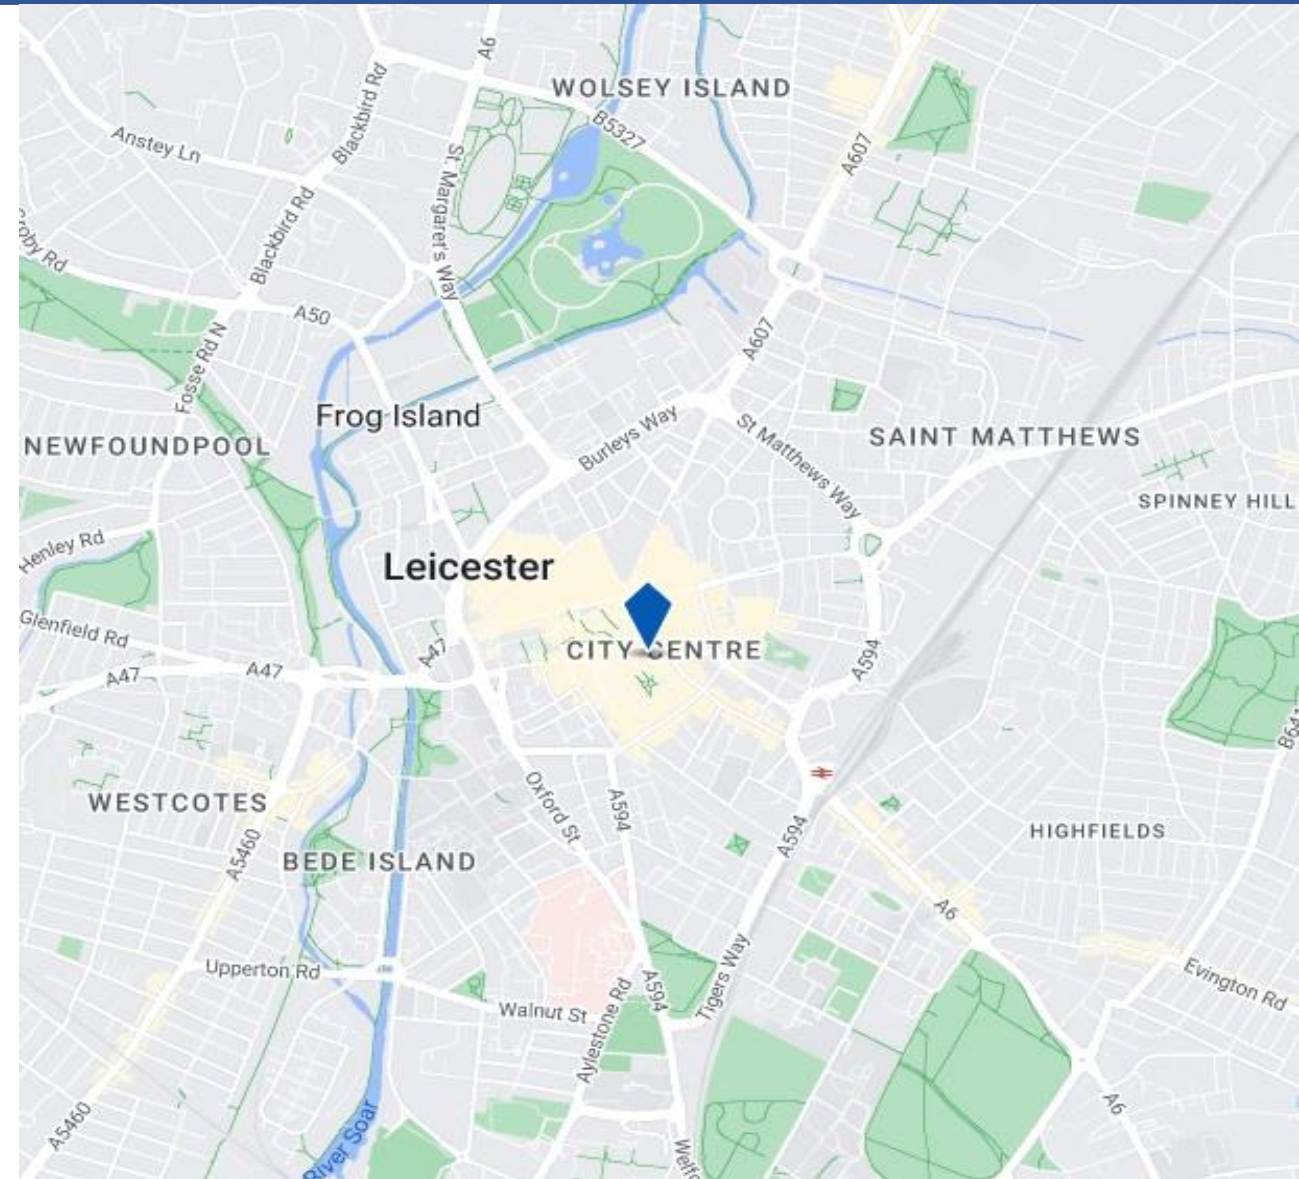 A6
WOLSEY ISLAND
Blackbird Rd
B5327
Anstey Ln
A607
St. Margaret's Way
Blackbird Rd
A50
A607
Fosse Rd N
Frog Island
NEWFOUNDPOOL
Burleys Way
St Matthews Way
SAINT MATTHEWS
SPINNEY HILL
Henley Rd
Leicester
Glenfield Rd
CITY CENTRE
A47
A47
A47
A594
WESTCOTES
Oxford St
A594
A594
HIGHFIELDS
A5460
BEDE ISLAND
A6
Upperton Rd
Walnut St
A594
Tigers Way
Evington Rd
Aylestone Rd
A5460
River Soar
A6